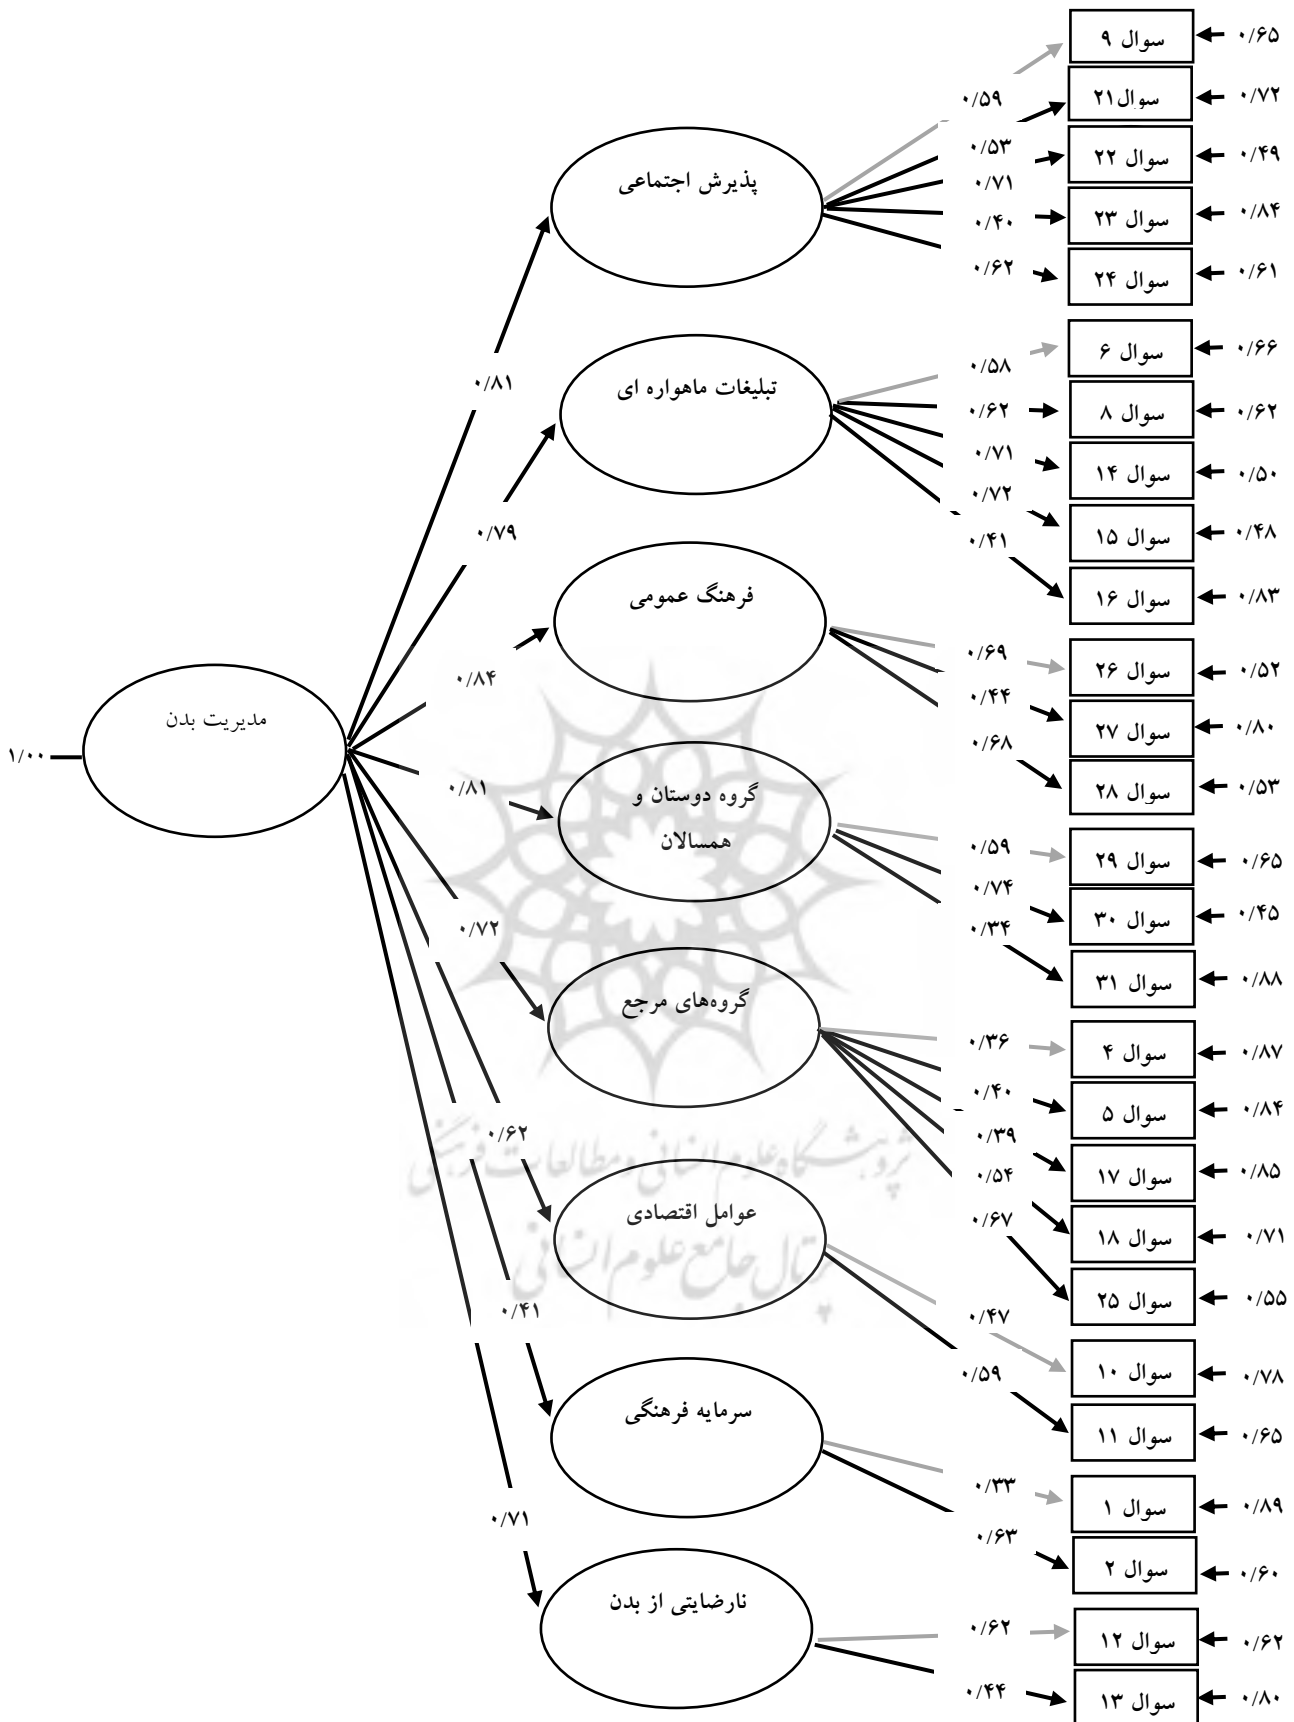 سوال ۹
۰/۶۵
۰/۵۹
سوال۲۱
۰/۷۲
۰/۵۳
سوال ۲۲
۰/۴۹
پذیرش اجتماعی
۰/۷۱
سوال ۲۳
۰/۸۴
۰/۴۰
۰/۶۲
سوال ۲۴
۰/۶۱
۰/۸۱
۰/۵۸
سوال ۶
۰/۶۶
تبلیغات ماهواره ای
۰/۶۲
سوال ۸
۰/۶۲
۰/۷۱
سوال ۱۴
۰/۵۰
۰/۷۲
۰/۷۹
۰/۴۱
سوال ۱۵
۰/۴۸
فرهنگ عمومی
سوال ۱۶
۰/۸۳
۰/۸۴
۰/۶۹
سوال ۲۶
۰/۵۲
۰/۴۴
مدیریت بدن
سوال ۲۷
۰/۸۰
۱/۰۰
۰/۶۸
۰/۸۱
گروه دوستان و
همسالان
سوال ۲۸
۰/۵۳
۰/۵۹
سوال ۲۹
۰/۶۵
۰/۷۴
۰/۷۲
۰/۳۴
سوال ۳۰
۰/۴۵
گروه‌های مرجع
سوال ۳۱
۰/۸۸
۰/۳۶
سوال ۴
۰/۸۷
۰/۴۰
سوال ۵
۰/۸۴
۰/۶۲
۰/۳۹
پژوهشگاه علوم انسانی و مطالعات فرهنگی
۰/۵۴
سوال ۱۷
۰/۸۵
عوامل اقتصادی
۰/۶۷
سوال ۱۸
۰/۷۱
پرتال جامع علوم انسانی
۰/۴۱
سوال ۲۵
۰/۵۵
۰/۴۷
۰/۵۹
سوال ۱۰
۰/۷۸
سرمایه فرهنگی
سوال ۱۱
۰/۶۵
۰/۷۱
۰/۳۳
سوال ۱
۰/۸۹
۰/۶۳
سوال ۲
۰/۶۰
نارضایتی از بدن
۰/۶۲
سوال ۱۲
۰/۶۲
۰/۴۴
سوال ۱۳
۰/۸۰